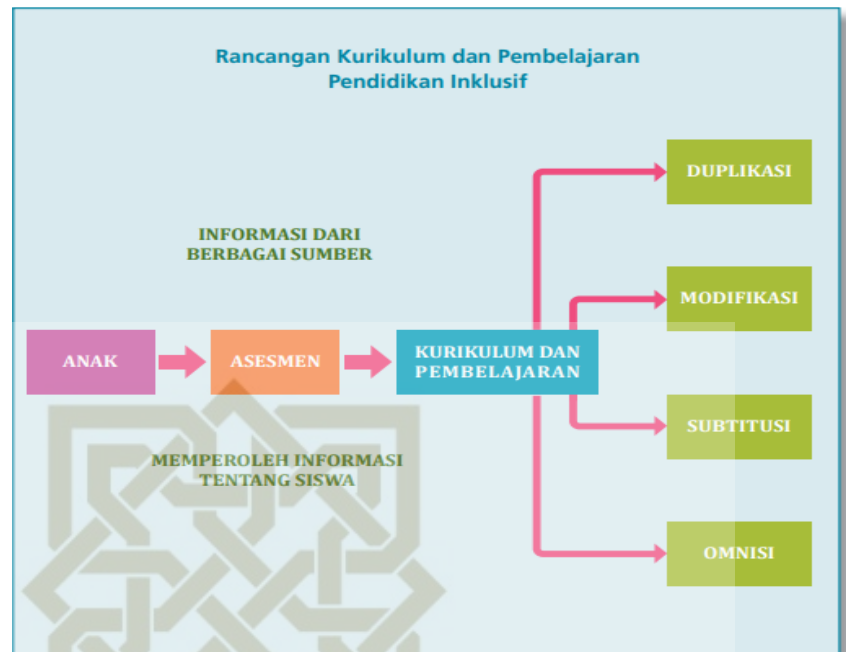 Rancangan Kurikulum dan Pembelajaran
Pendidikan Inklusif
DUPLIKASI
INFORMASI DARI
BERBAGAI SUMBER
MODIFIKASI
ANAK
ASESMEN
KURIKULUM DAN
PEMBELAJARAN
SUBTITUSI
MEMPEROLEH INFORMASI
TENTANG SISWA
OMNISI